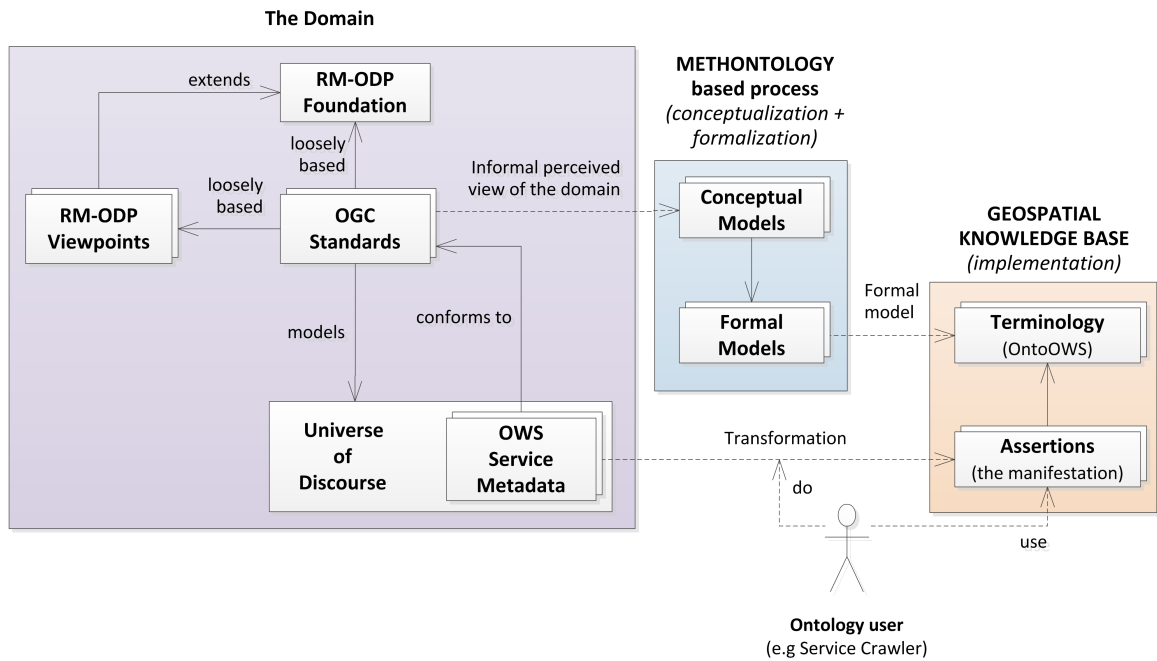 The Domain
RM-ODP
Foundation
extends
loosely
based
loosely
based
RM-ODP
Viewpoints
OGC
Standards
models
conforms to
Universe
of
Discourse
OWS
Service
Metadata
Informal perceived
view of the domain
METHONTOLOGY
based process
(conceptualization +
formalization)
Conceptual
Models
Formal
Models
Formal
model
GEOSPATIAL
KNOWLEDGE BASE
(implementation)
Terminology
(OntoOWS)
Assertions
(the manifestation)
Transformation
do
use
Ontology user
(e.g Service Crawler)